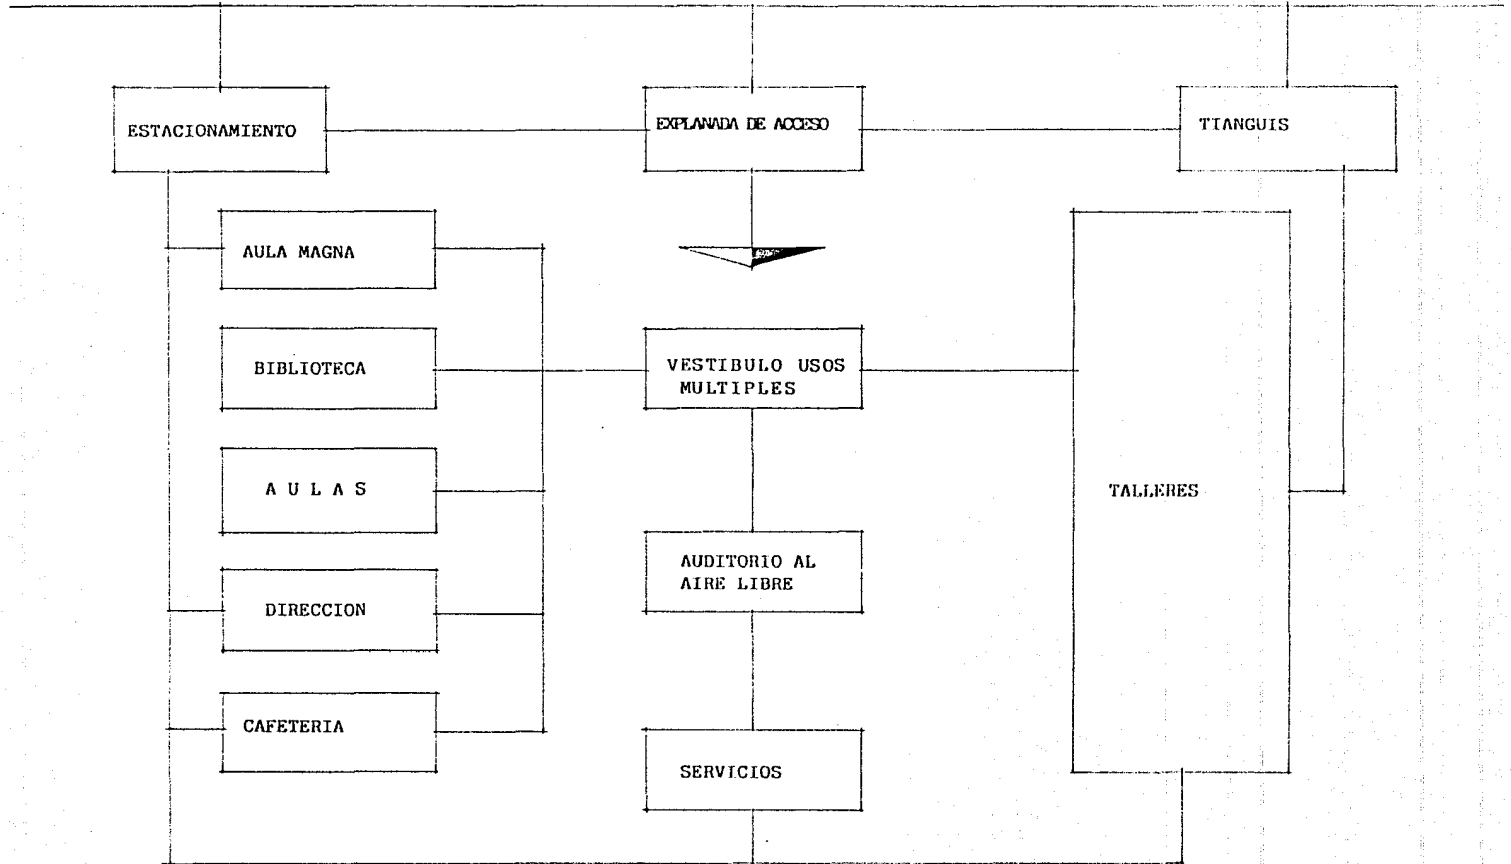 ESTACIONAMIENTO
EXPLANADA DE ACCESO
TIANGUIS
AULA MAGNA
BIBLIOTECA
VESTIBULO USOS
MULTIPLES
A U L A S
TALLERES
AUDITORIO AL
AIRE LIBRE
DIRECCION
CAFETERIA
SERVICIOS